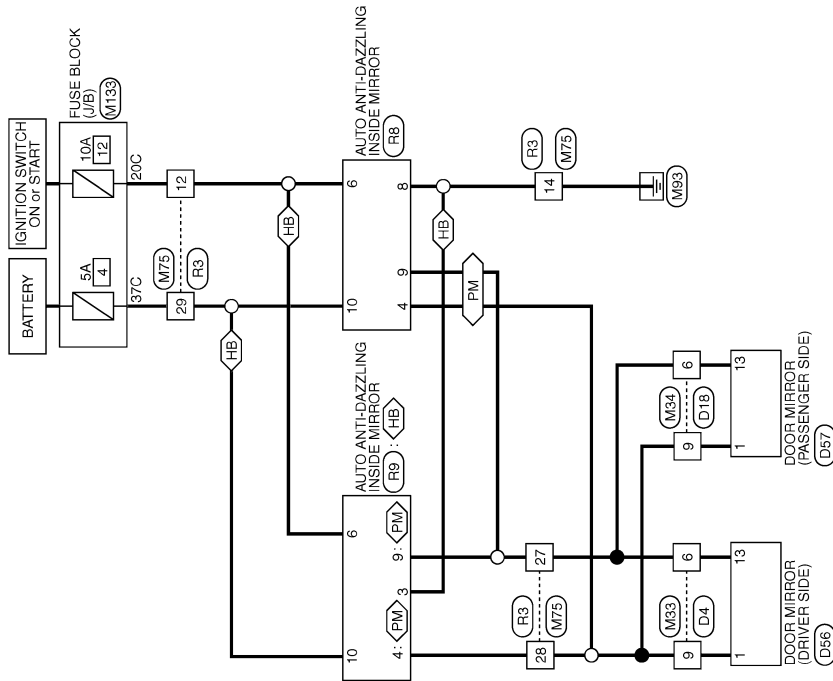 BATTERY
IGNITION SWITCH
ON or START
FUSE BLOCK
(J/B)
M133
5A
4
10A
12
37C
20C
M75
R3
29
12
HB
HB
AUTO ANTI-DAZZLING
INSIDE MIRROR
R9 : HB
10
6
4: PM
3
9: PM
AUTO ANTI-DAZZLING
INSIDE MIRROR
R8
10
6
4
9
8
PM
HB
R3
M75
14
M93
R3
M75
28
27
M33
D4
9
6
1
13
DOOR MIRROR
(DRIVER SIDE)
D56
M34
D18
9
6
1
13
DOOR MIRROR
(PASSENGER SIDE)
D57